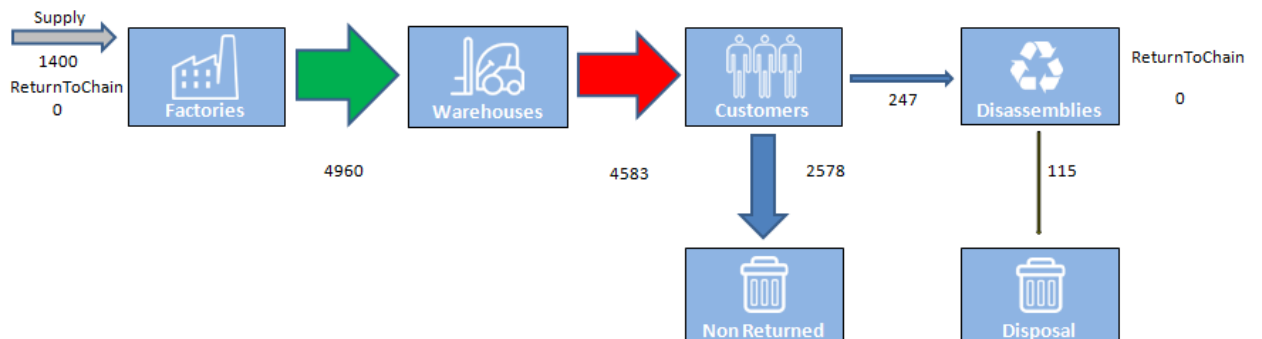 Supply
1400
ReturnToChain
0
Factories
4960
Warehouses
4583
Customers
247
Disassemblies
ReturnToChain
0
2578
115
Non Returned
Disposal